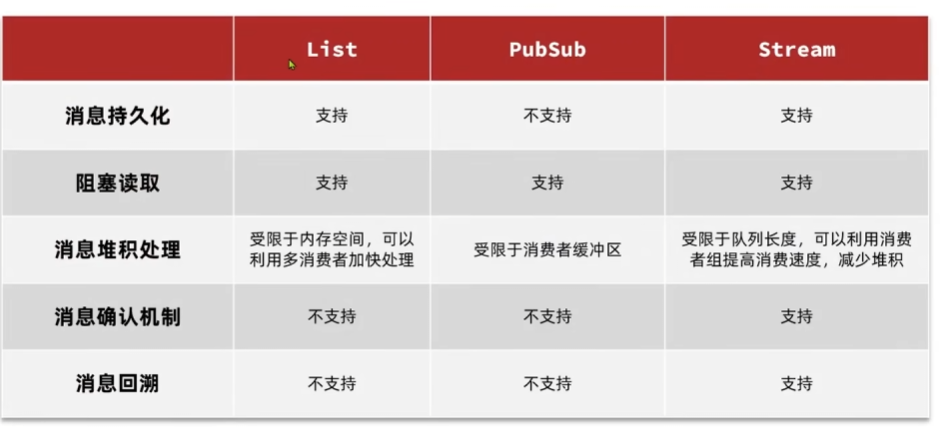 List PubSub Stream
消息持久化 支持 不支持 支持
阻塞读取 支持 支持 支持
消息堆积处理 受限于内存空间，可以 受限于消费者缓冲区 受限于队列长度，可以利用消费
利用多消费者加快处理 者组提高消费速度，减少堆积
消息确认机制 不支持 不支持 支持
消息回溯 不支持 不支持 支持